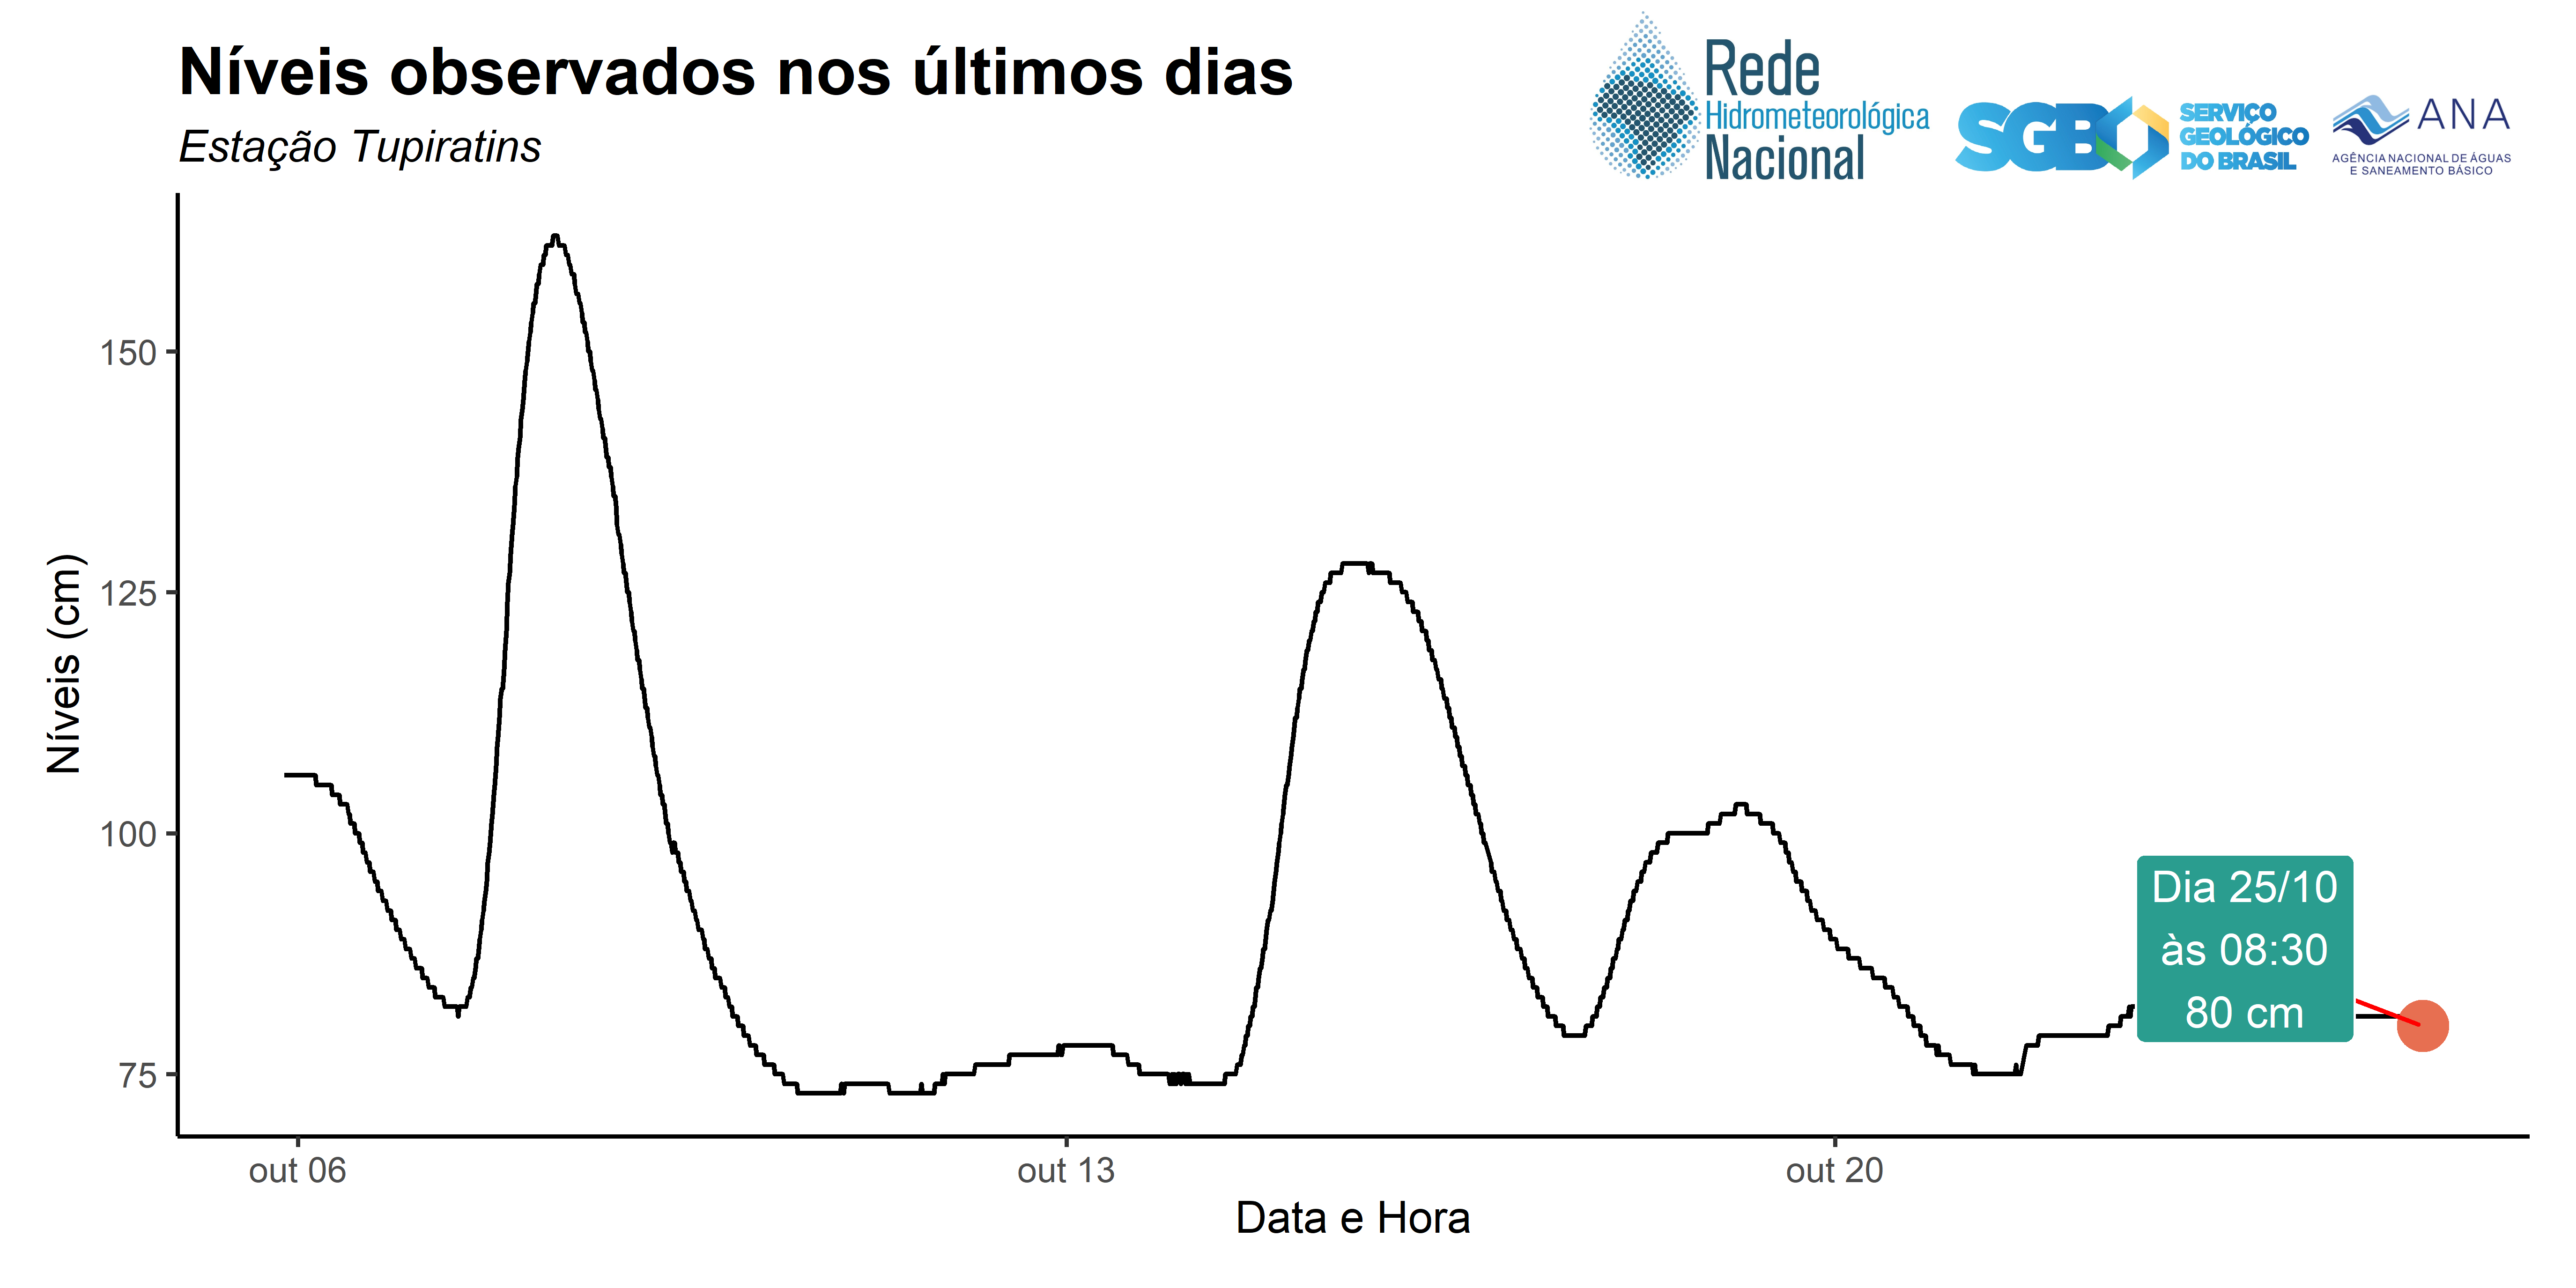 Níveis observados nos últimos dias
Estação Tupiratins
Rede
Hidrometeorológica
Nacional
SGB
SERVIÇO
GEOLÓGICO
DO BRASIL
ANA
AGÊNCIA NACIONAL DE ÁGUAS
E SANEAMENTO BÁSICO
Níveis (cm)
150
125
100
75
Dia 25/10
às 08:30
80 cm
out 06
out 13
out 20
Data e Hora